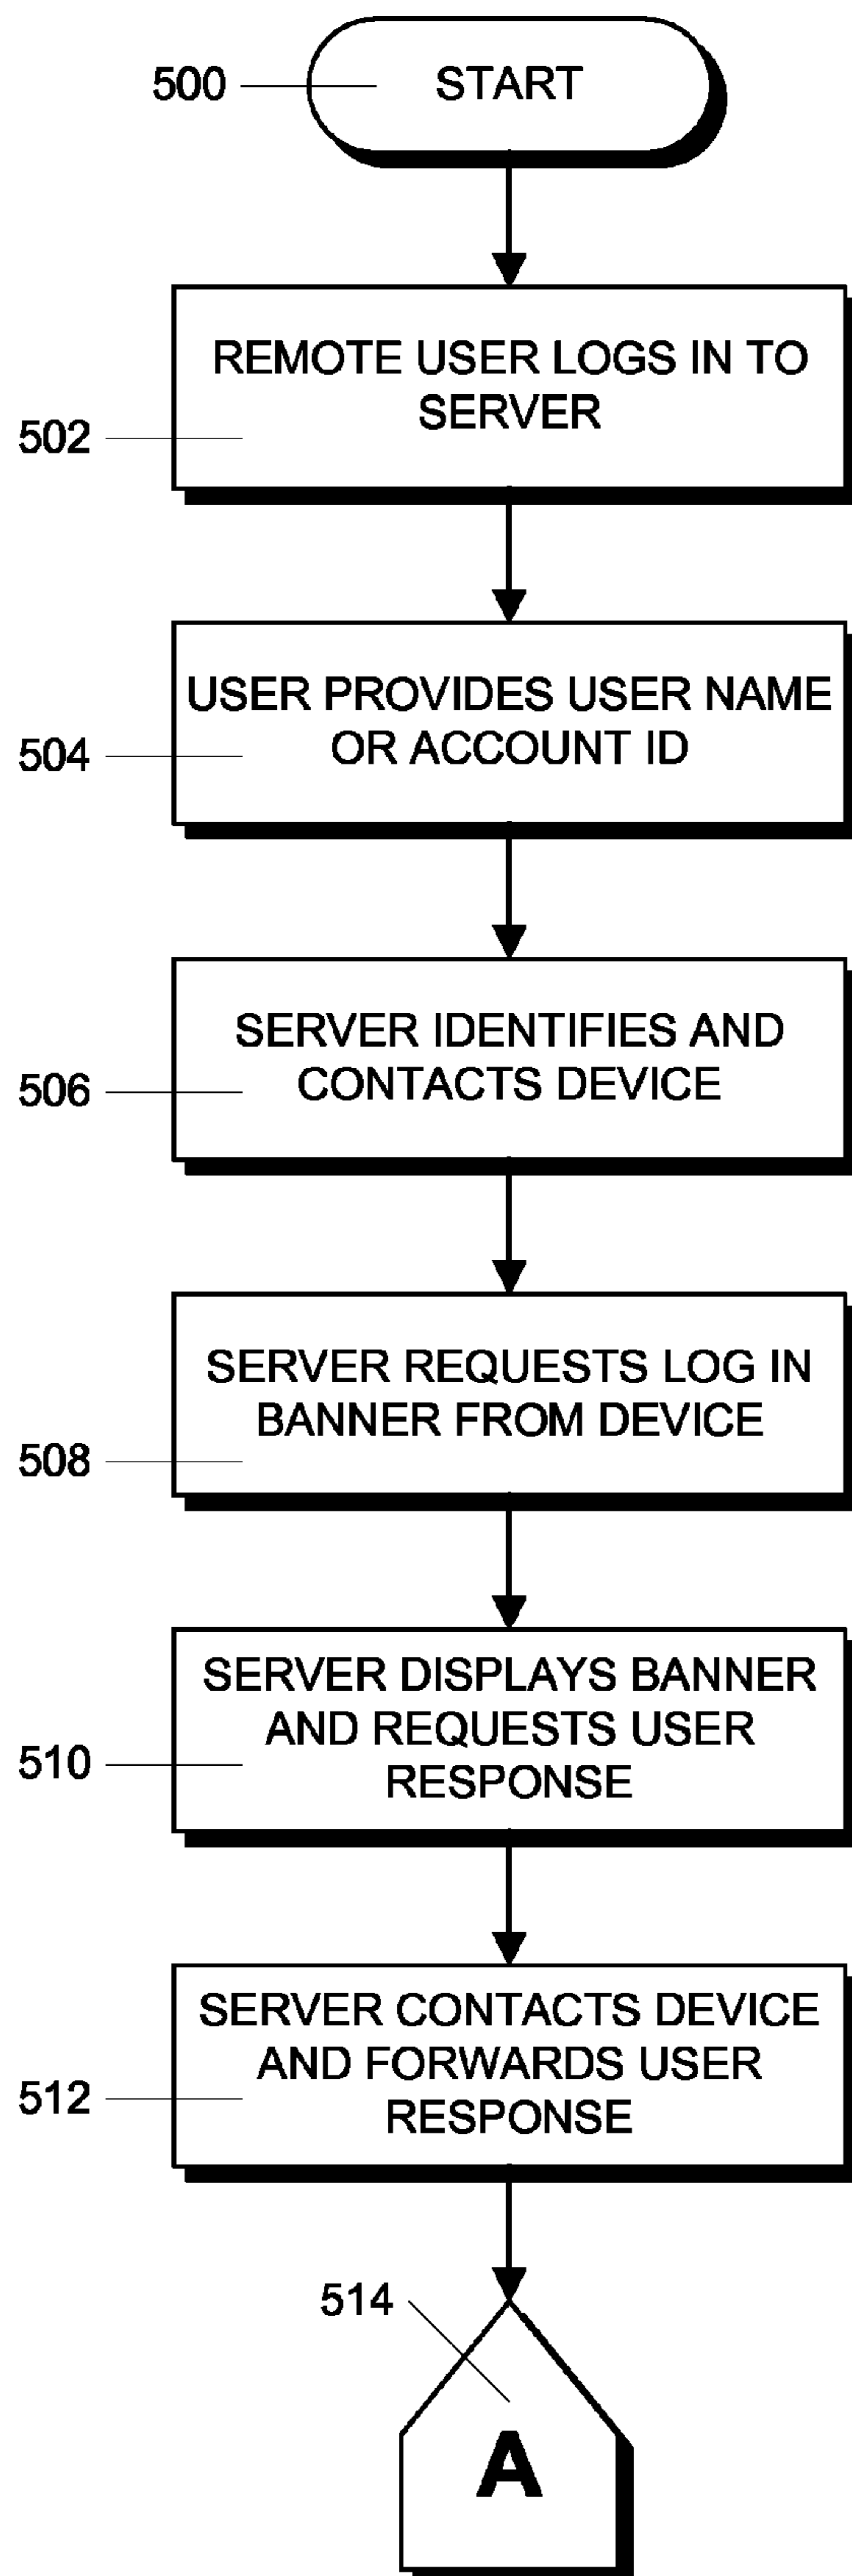 500
START
REMOTE USER LOGS IN TO
SERVER
502
USER PROVIDES USER NAME
OR ACCOUNT ID
504
SERVER IDENTIFIES AND
CONTACTS DEVICE
506
SERVER REQUESTS LOG IN
BANNER FROM DEVICE
508
SERVER DISPLAYS BANNER
AND REQUESTS USER
RESPONSE
510
SERVER CONTACTS DEVICE
AND FORWARDS USER
RESPONSE
512
514
A